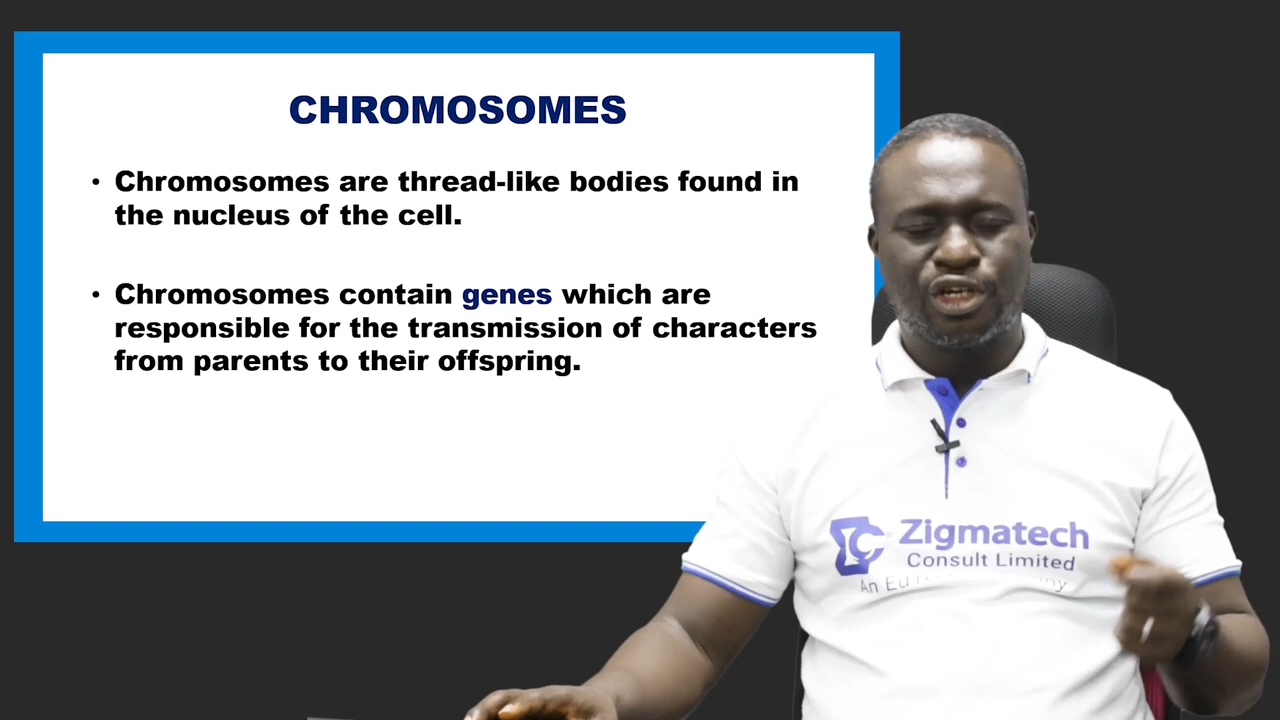 CHROMOSOMES
• Chromosomes are thread-like bodies found in
the nucleus of the cell.
• Chromosomes contain genes which are
responsible for the transmission of characters
from parents to their offspring.
Zigmatech
Consult Limited
An